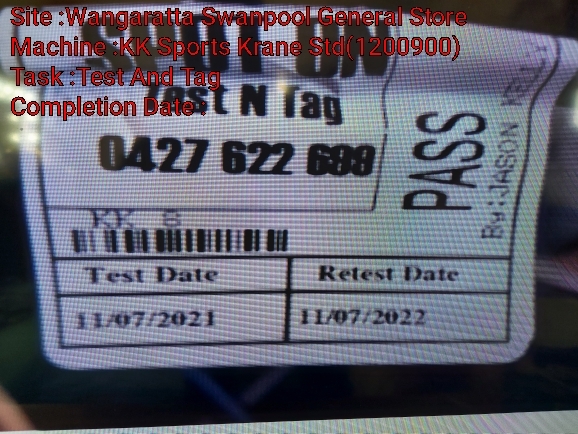 Site :Wangaratta Swanpool General Store
Machine :KK Sports Krane Std(1200900)
Task :Test And Tag
Completion Date :
Test N Tag
0427 622 688
PASS
By:JASON
KK 8
Test Date Retest Date
11/07/2021 11/07/2022